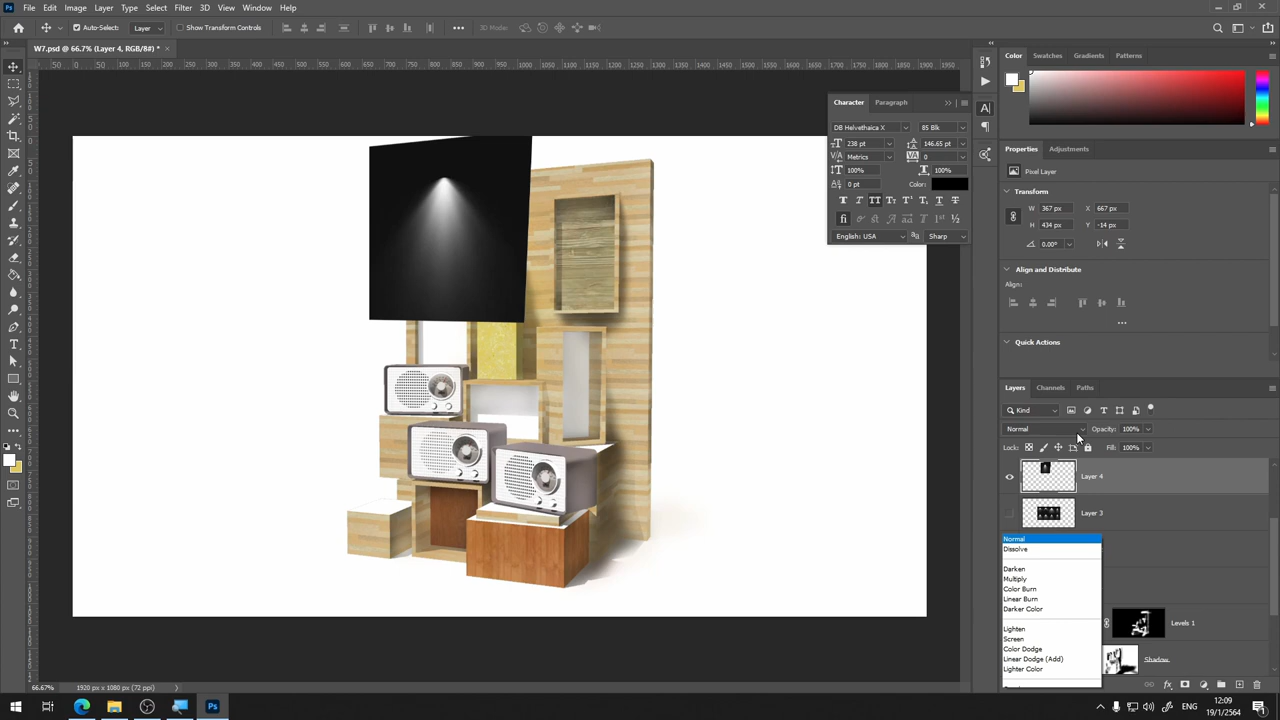 Ps File Edit Image Layer Type Select Filter 3D View Window Help
Auto-Select: Layer Show Transform Controls 3D Mode:
W7.psd @ 66.7% (Layer 4, RGB/8#) *
Color Swatches Gradients Patterns
Character Paragraph
DB Helvethaica X 85 Blk
238 pt 146.65 pt
Metrics 0
100% 100%
0 pt Color:
English: USA Sharp
Properties Adjustments
Pixel Layer
Transform
W 367 px X 667 px
H 434 px Y -14 px
0.00°
Align and Distribute
Align:
Quick Actions
Layers Channels Paths
Kind
Normal Opacity: 100%
Lock: Fill: 100%
Layer 4
Layer 3
Normal
Dissolve
Darken
Multiply
Color Burn
Linear Burn
Darker Color
Lighten
Screen
Color Dodge
Linear Dodge (Add)
Lighter Color
Levels 1
Shadow
66.67% 1920 px x 1080 px (72 ppi)
ENG 12:09
19/1/2564